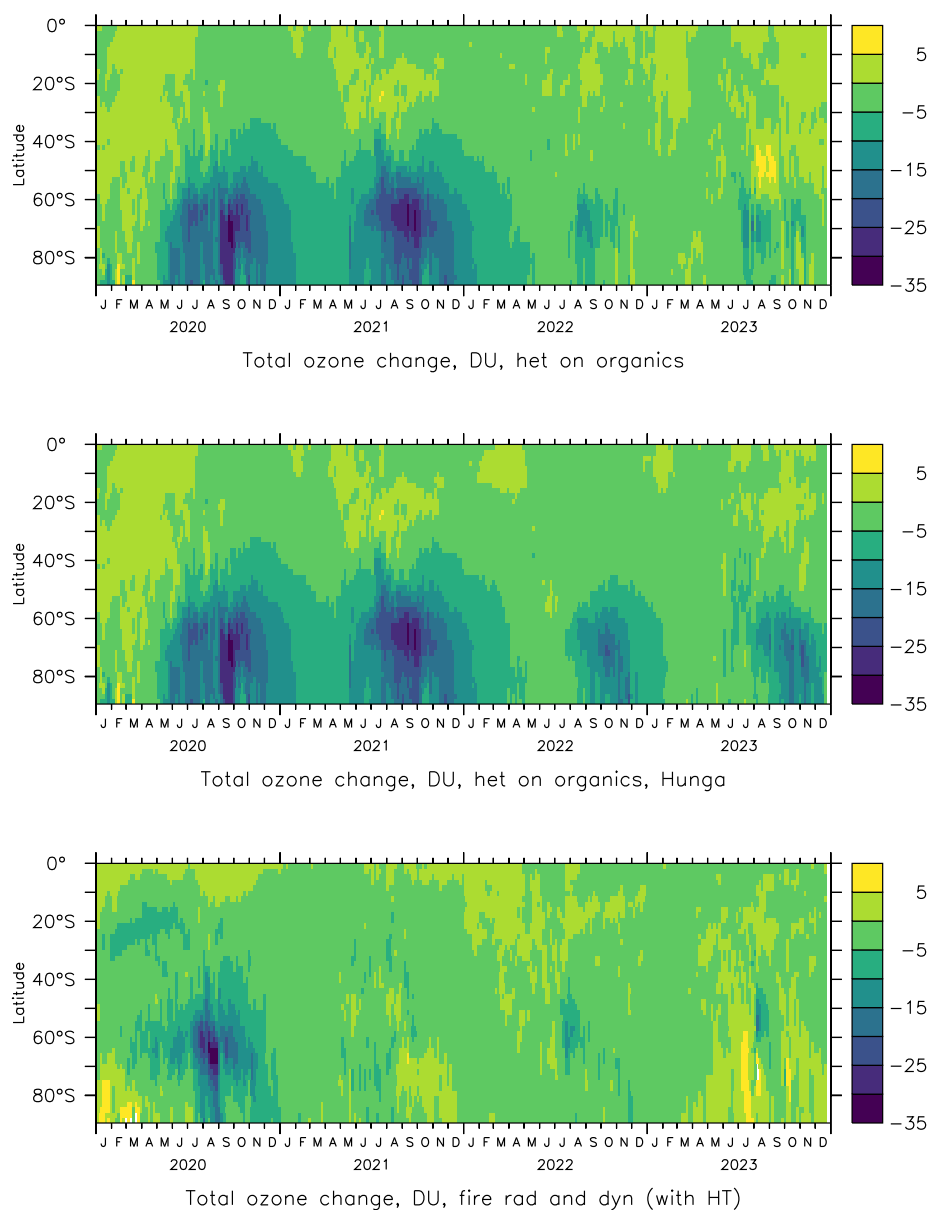 0°
20°S
40°S
60°S
80°S
Latitude
5
−5
−15
−25
−35
J F M A M J J A S O N D J F M A M J J A S O N D J F M A M J J A S O N D J F M A M J J A S O N D
2020 2021 2022 2023
Total ozone change, DU, het on organics
0°
20°S
40°S
60°S
80°S
Latitude
5
−5
−15
−25
−35
J F M A M J J A S O N D J F M A M J J A S O N D J F M A M J J A S O N D J F M A M J J A S O N D
2020 2021 2022 2023
Total ozone change, DU, het on organics, Hunga
0°
20°S
40°S
60°S
80°S
Latitude
5
−5
−15
−25
−35
J F M A M J J A S O N D J F M A M J J A S O N D J F M A M J J A S O N D J F M A M J J A S O N D
2020 2021 2022 2023
Total ozone change, DU, fire rad and dyn (with HT)